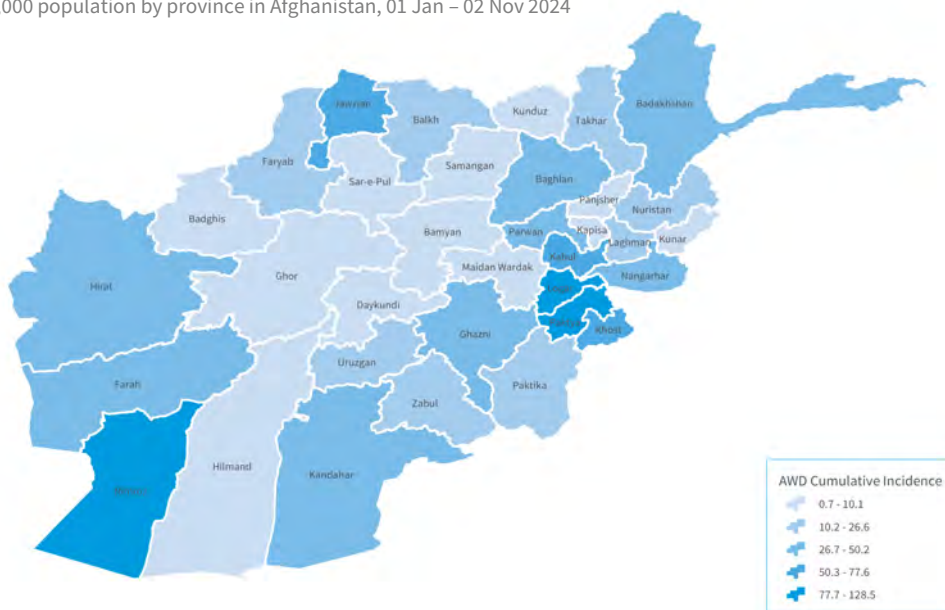 ,000 population by province in Afghanistan, 01 Jan – 02 Nov 2024
Jawzjan
Balkh
Kunduz
Takhar
Badakhshan
Faryab
Sar-e-Pul
Samangan
Baghlan
Panjsher
Nuristan
Badghis
Bamyan
Parwan
Kapisa
Laghman
Kunar
Hirat
Ghor
Maidan Wardak
Kabul
Nangarhar
Daykundi
Logar
Paktya
Khost
Ghazni
Uruzgan
Farah
Zabul
Paktika
Hilmand
Kandahar
Nimroz
AWD Cumulative Incidence
0.7 - 10.1
10.2 - 26.6
26.7 - 50.2
50.3 - 77.6
77.7 - 128.5